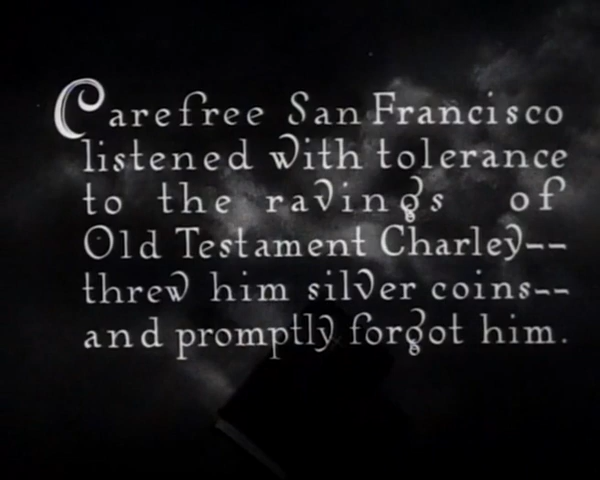 Carefree San Francisco
listened with tolerance
to the ravings of
Old Testament Charley--
threw him silver coins--
and promptly forgot him.